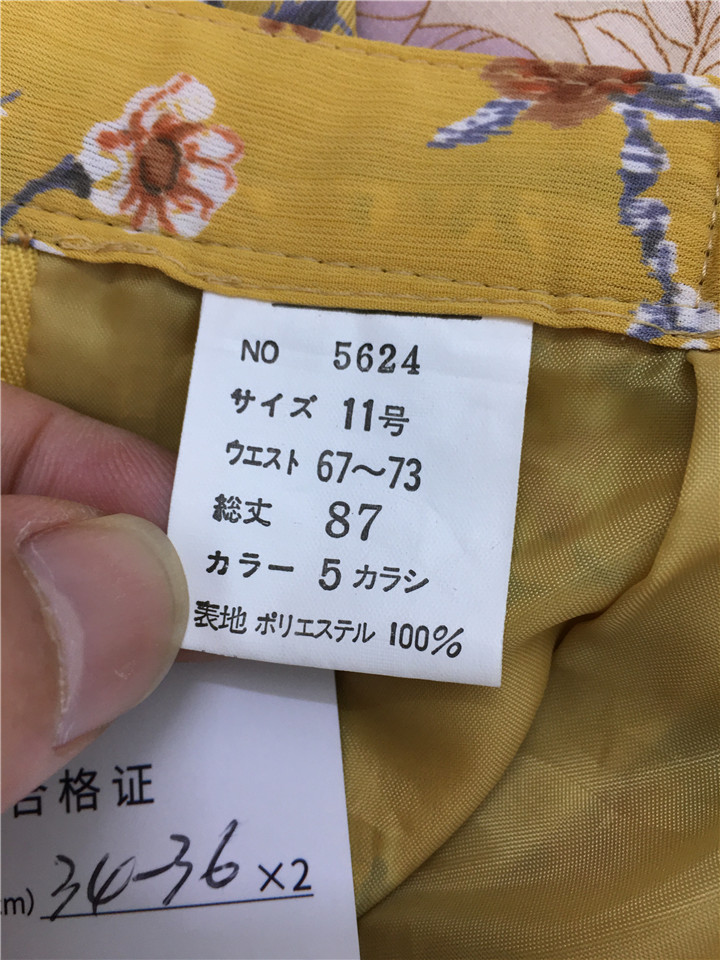 NO 5624
サイズ 11号
ウエスト 67〜73
総丈 87
カラー 5 カラシ
表地 ポリエステル 100%
合格证
cm) 34-36 ×2